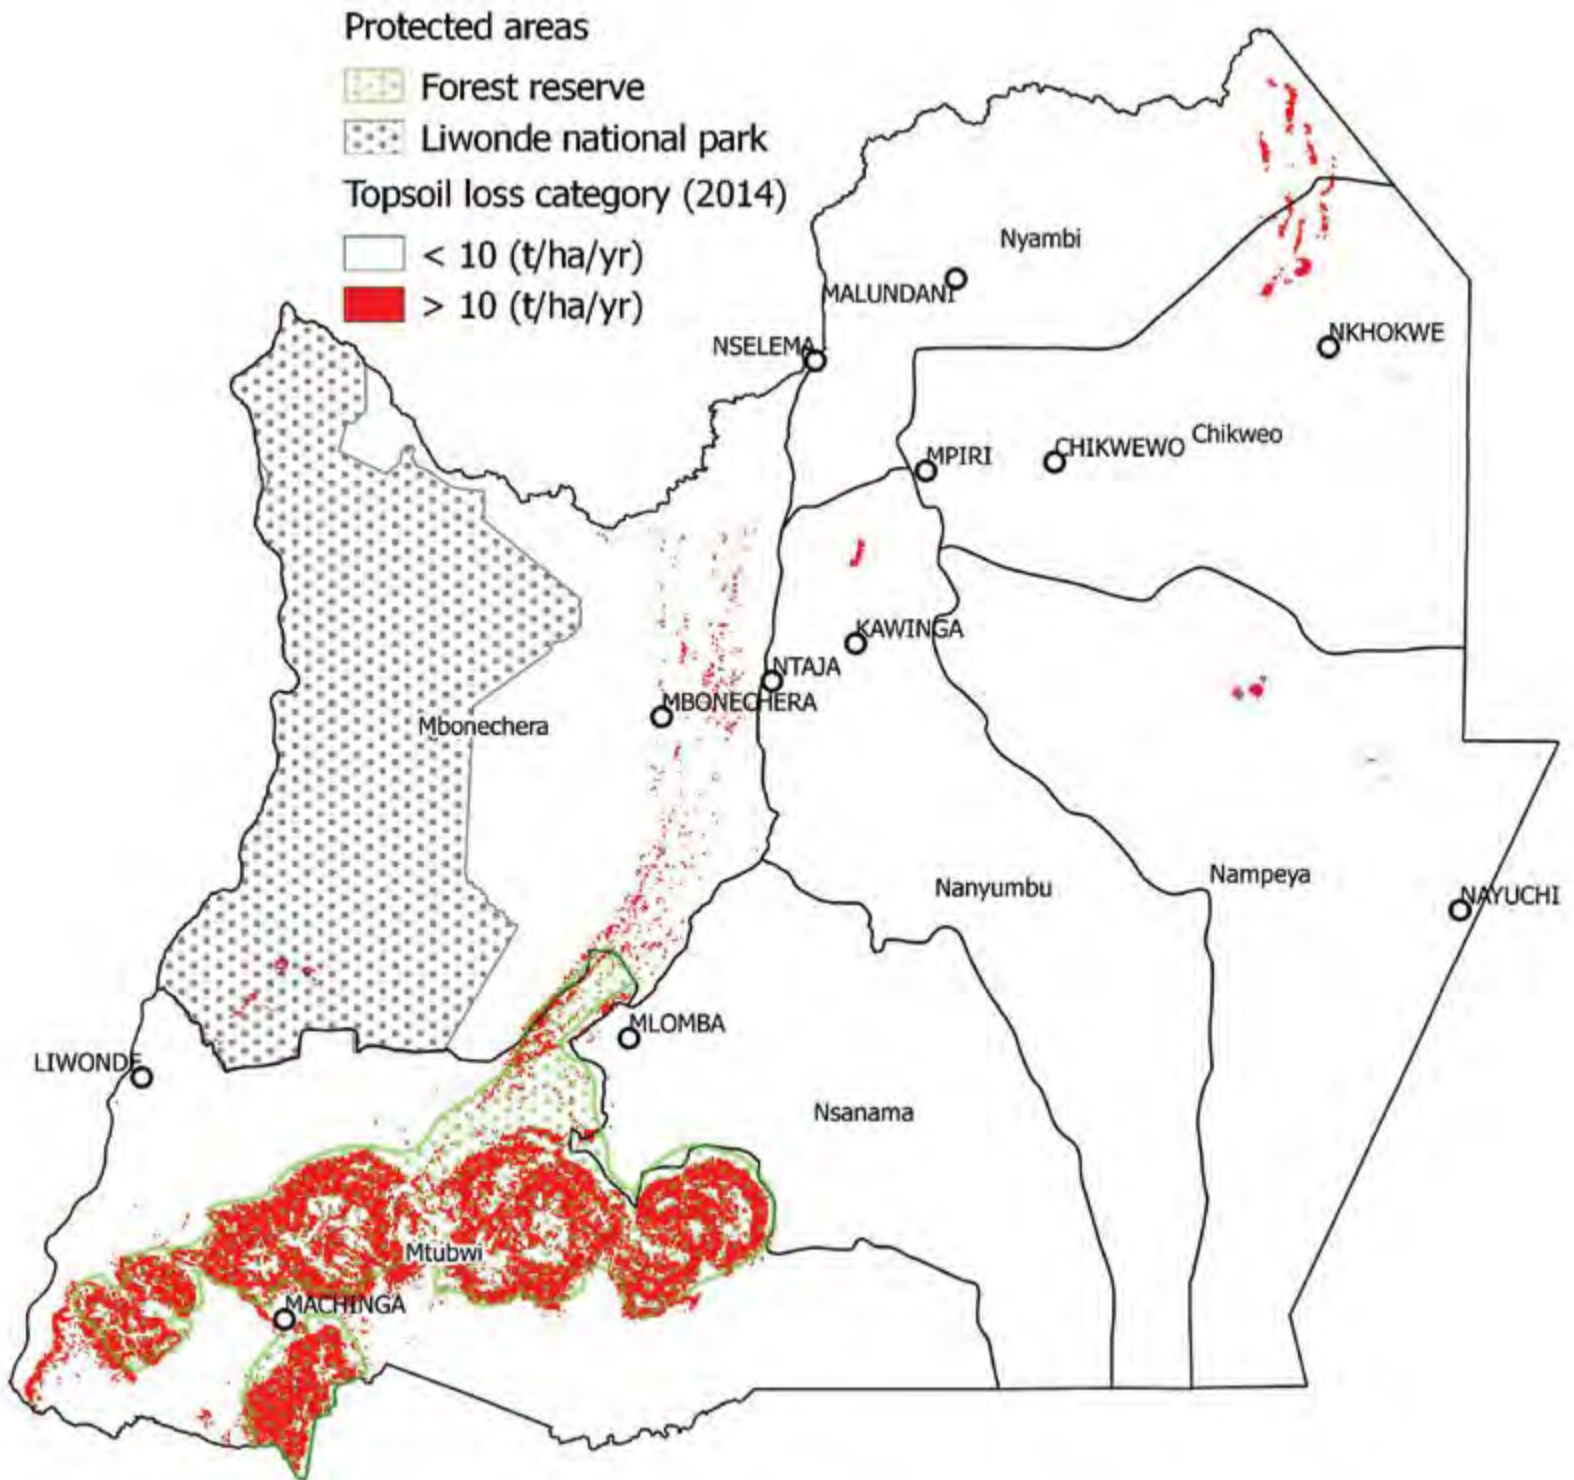 Protected areas
Forest reserve
Liwonde national park
Topsoil loss category (2014)
< 10 (t/ha/yr)
> 10 (t/ha/yr)
Nyambi
MALUNDANI
NSELEMA
NKHOKWE
MPIRI
CHIKWEWO
Chikweo
KAWINGA
NTAJA
MBONECHERA
Mbonechera
Nanyumbu
Nampeya
NAYUCHI
MLOMBA
LIWONDE
Nsanama
Mtubwi
MACHINGA